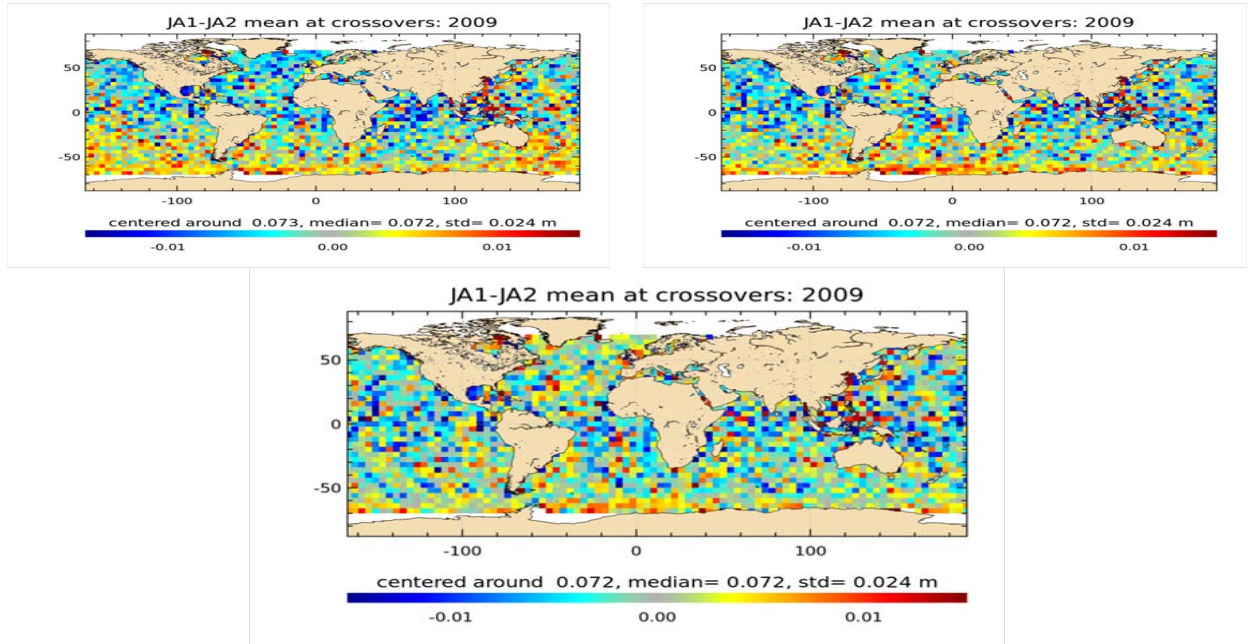 JA1-JA2 mean at crossovers: 2009
50
0
-50
-100 0 100
centered around 0.073, median= 0.072, std= 0.024 m
-0.01 0.00 0.01
JA1-JA2 mean at crossovers: 2009
50
0
-50
-100 0 100
centered around 0.072, median= 0.072, std= 0.024 m
-0.01 0.00 0.01
JA1-JA2 mean at crossovers: 2009
50
0
-50
-100 0 100
centered around 0.072, median= 0.072, std= 0.024 m
-0.01 0.00 0.01